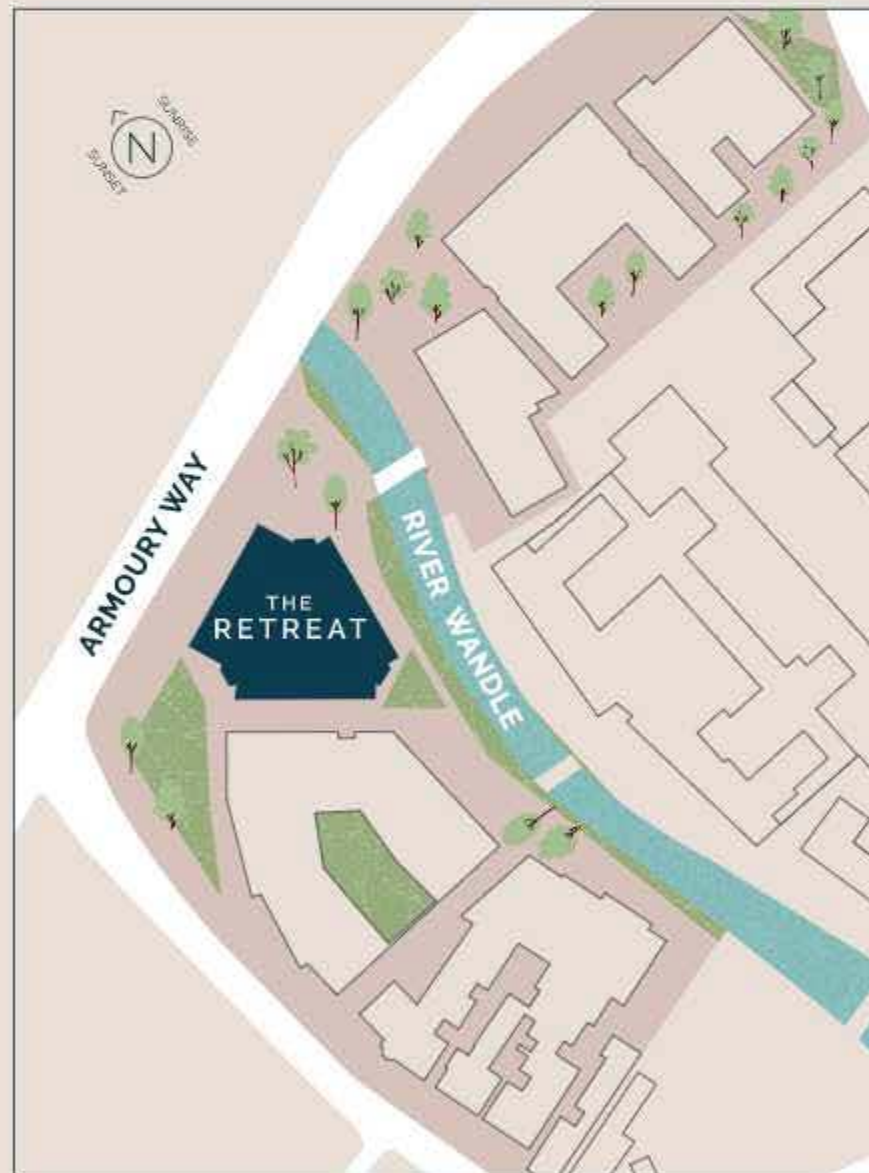 SUNRISE
N
SUNSET
ARMOURY WAY
RIVER WANDLE
THE
RETREAT